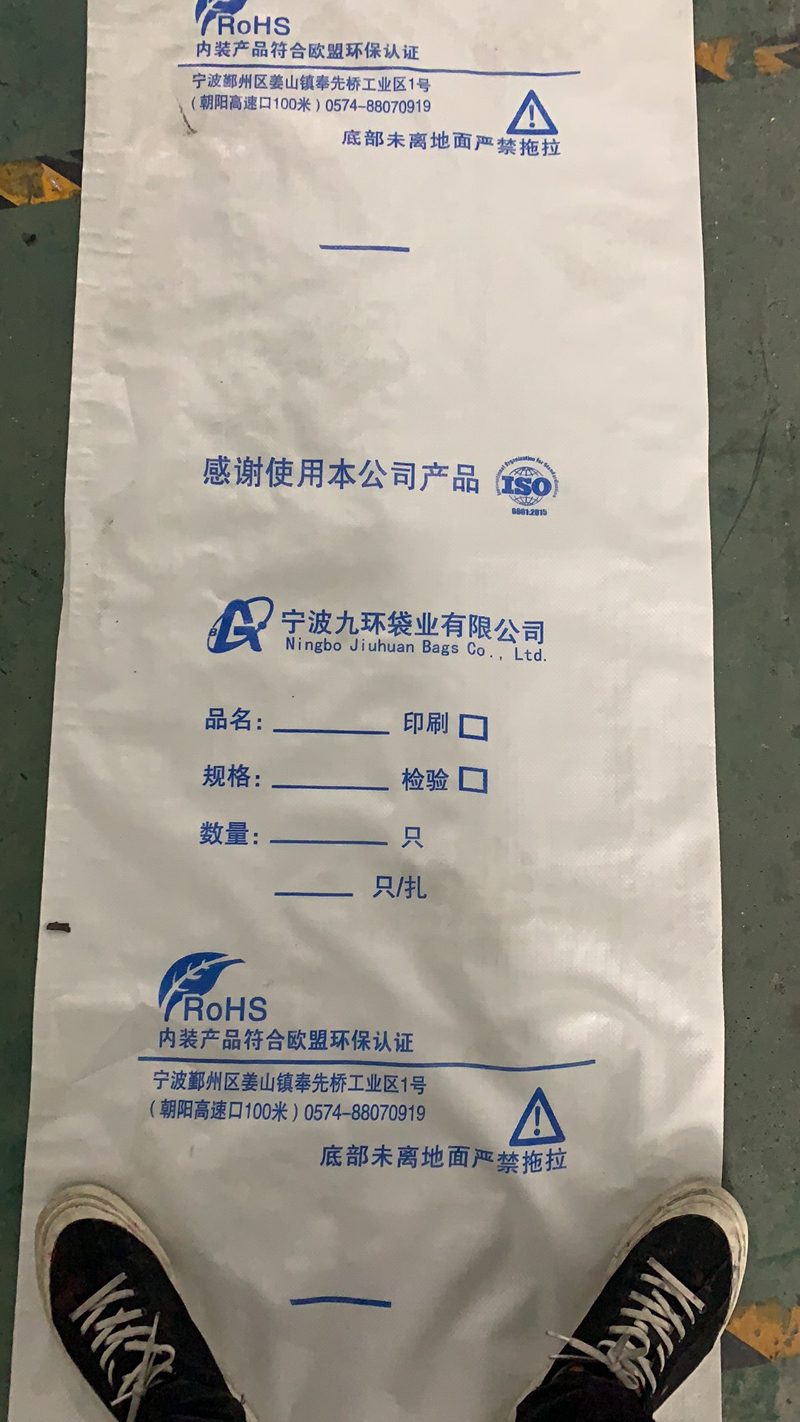 RoHS
内装产品符合欧盟环保认证
宁波鄞州区姜山镇奉先桥工业区1号
(朝阳高速口100米)0574-88070919
底部未离地面严禁拖拉
感谢使用本公司产品
ISO
9001:2015
宁波九环袋业有限公司
Ningbo Jiuhuan Bags Co., Ltd.
品名: 印刷
规格: 检验
数量: 只
只/扎
RoHS
内装产品符合欧盟环保认证
宁波鄞州区姜山镇奉先桥工业区1号
(朝阳高速口100米)0574-88070919
底部未离地面严禁拖拉